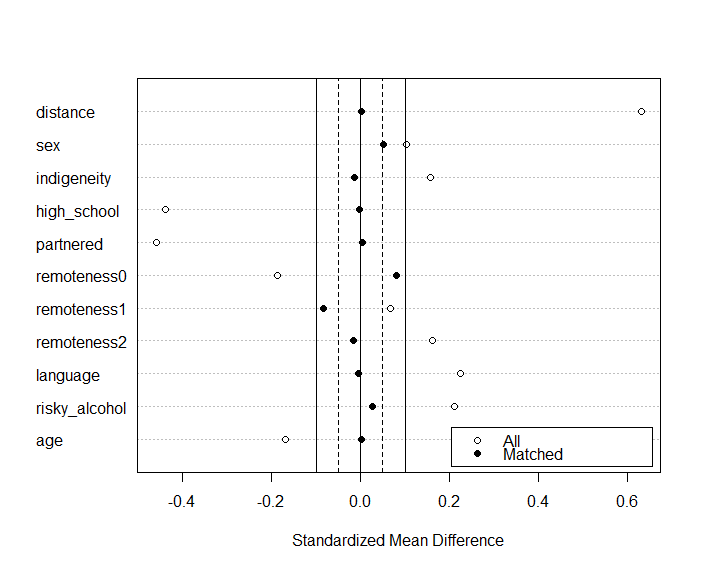 distance
sex
indigeneity
high_school
partnered
remoteness0
remoteness1
remoteness2
language
risky_alcohol
age
All
Matched
-0.4 -0.2 0.0 0.2 0.4 0.6
Standardized Mean Difference